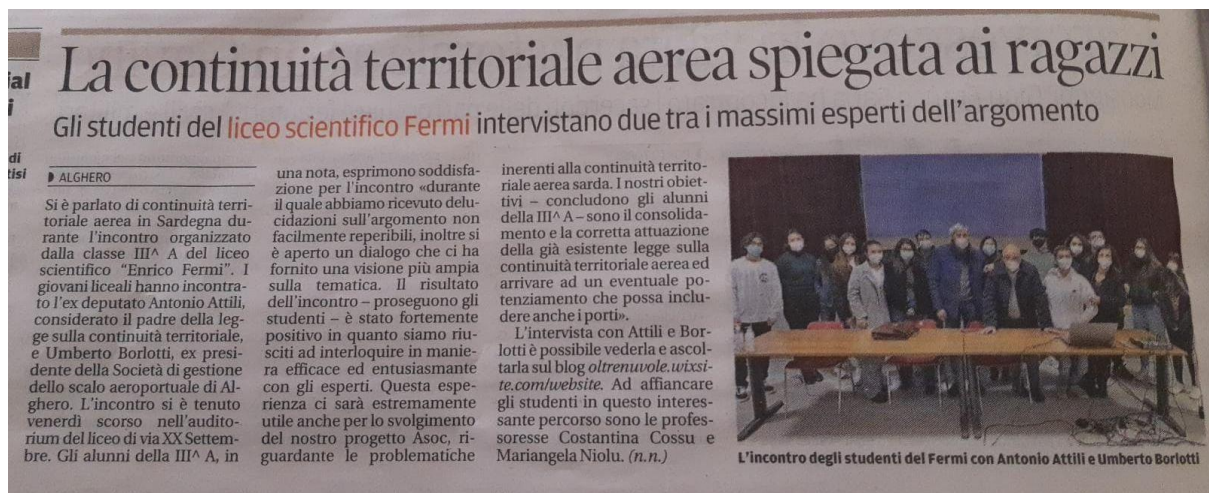 ial
i
di
tisi
La continuità territoriale aerea spiegata ai ragazzi
Gli studenti del liceo scientifico Fermi intervistano due tra i massimi esperti dell'argomento
ALGHERO
Si è parlato di continuità terri-
toriale aerea in Sardegna du-
rante l'incontro organizzato
dalla classe III^ A del liceo
scientifico “Enrico Fermi”. I
giovani liceali hanno incontra-
to l'ex deputato Antonio Attili,
considerato il padre della leg-
ge sulla continuità territoriale,
e Umberto Borlotti, ex presi-
dente della Società di gestione
dello scalo aeroportuale di Al-
ghero. L'incontro si è tenuto
venerdì scorso nell'audito-
rium del liceo di via XX Settem-
bre. Gli alunni della III^ A, in
una nota, esprimono soddisfa-
zione per l'incontro «durante
il quale abbiamo ricevuto delu-
cidazioni sull'argomento non
facilmente reperibili, inoltre si
è aperto un dialogo che ci ha
fornito una visione più ampia
sulla tematica. Il risultato
dell'incontro – proseguono gli
studenti – è stato fortemente
positivo in quanto siamo riu-
sciti ad interloquire in manie-
ra efficace ed entusiasmante
con gli esperti. Questa espe-
rienza ci sarà estremamente
utile anche per lo svolgimento
del nostro progetto Asoc, ri-
guardante le problematiche
inerenti alla continuità territo-
riale aerea sarda. I nostri obiet-
tivi – concludono gli alunni
della III^ A – sono il consolida-
mento e la corretta attuazione
della già esistente legge sulla
continuità territoriale aerea ed
arrivare ad un eventuale po-
tenziamento che possa inclu-
dere anche i porti».
L'intervista con Attili e Bor-
lotti è possibile vederla e ascol-
tarla sul blog oltrenuvole.wixsi-
te.com/website. Ad affiancare
gli studenti in questo interes-
sante percorso sono le profes-
soresse Costantina Cossu e
Mariangela Niolu. (n.n.)
L'incontro degli studenti del Fermi con Antonio Attili e Umberto Borlotti